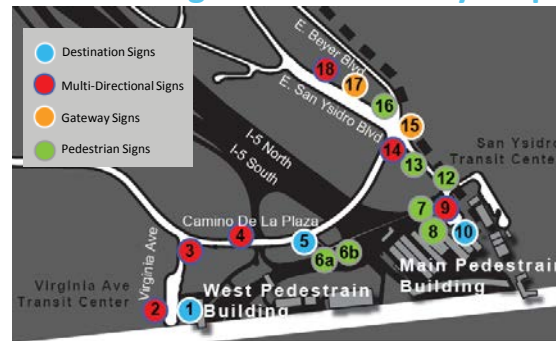 Destination Signs
Multi-Directional Signs
Gateway Signs
Pedestrian Signs
E. Beyer Blvd
18
17
16
E. San Ysidro Blvd
15
14
San Ysidro
Transit Center
13
12
I-5 North
I-5 South
7
9
8
10
Camino De La Plaza
4
5
3
6a
6b
Main Pedestrain
Building
Virginia Ave
Virginia Ave
Transit Center
West Pedestrain
Building
2
1